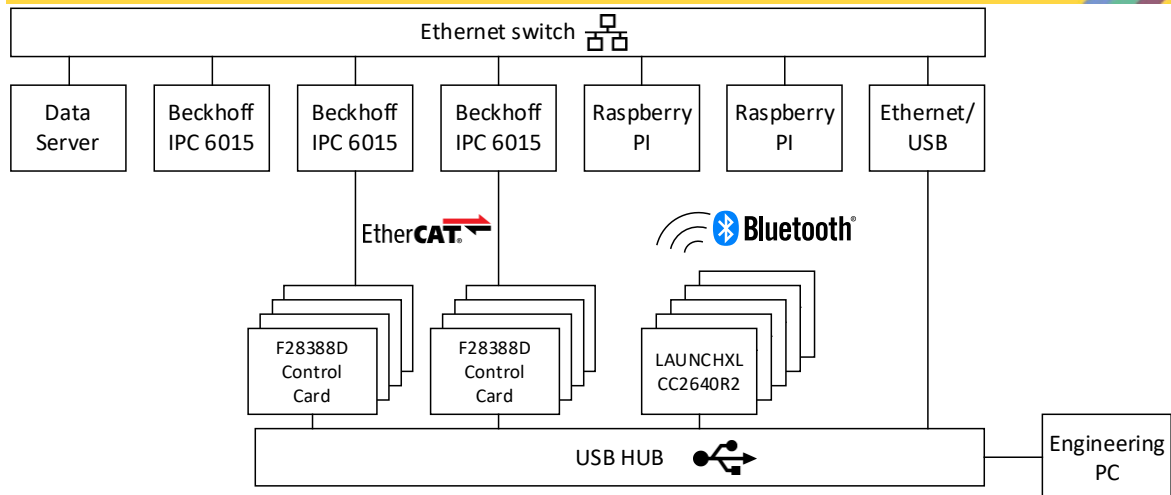 Ethernet switch
Data
Server
Beckhoff
IPC 6015
Beckhoff
IPC 6015
Beckhoff
IPC 6015
Raspberry
PI
Raspberry
PI
Ethernet/
USB
EtherCAT®
Bluetooth®
F28388D
Control
Card
F28388D
Control
Card
LAUNCHXL
CC2640R2
USB HUB
Engineering
PC